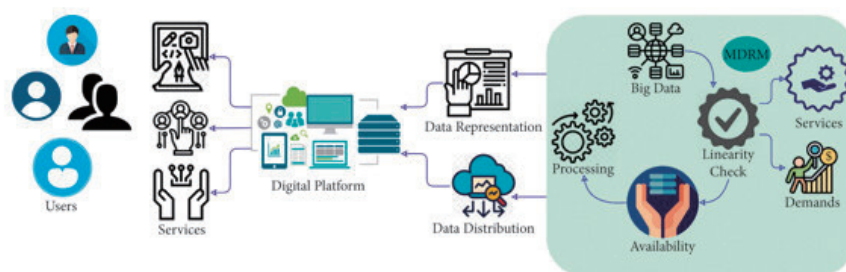 Users
Services
Digital Platform
Data Representation
Data Distribution
Big Data
MDRM
Processing
Linearity
Check
Services
Demands
Availability